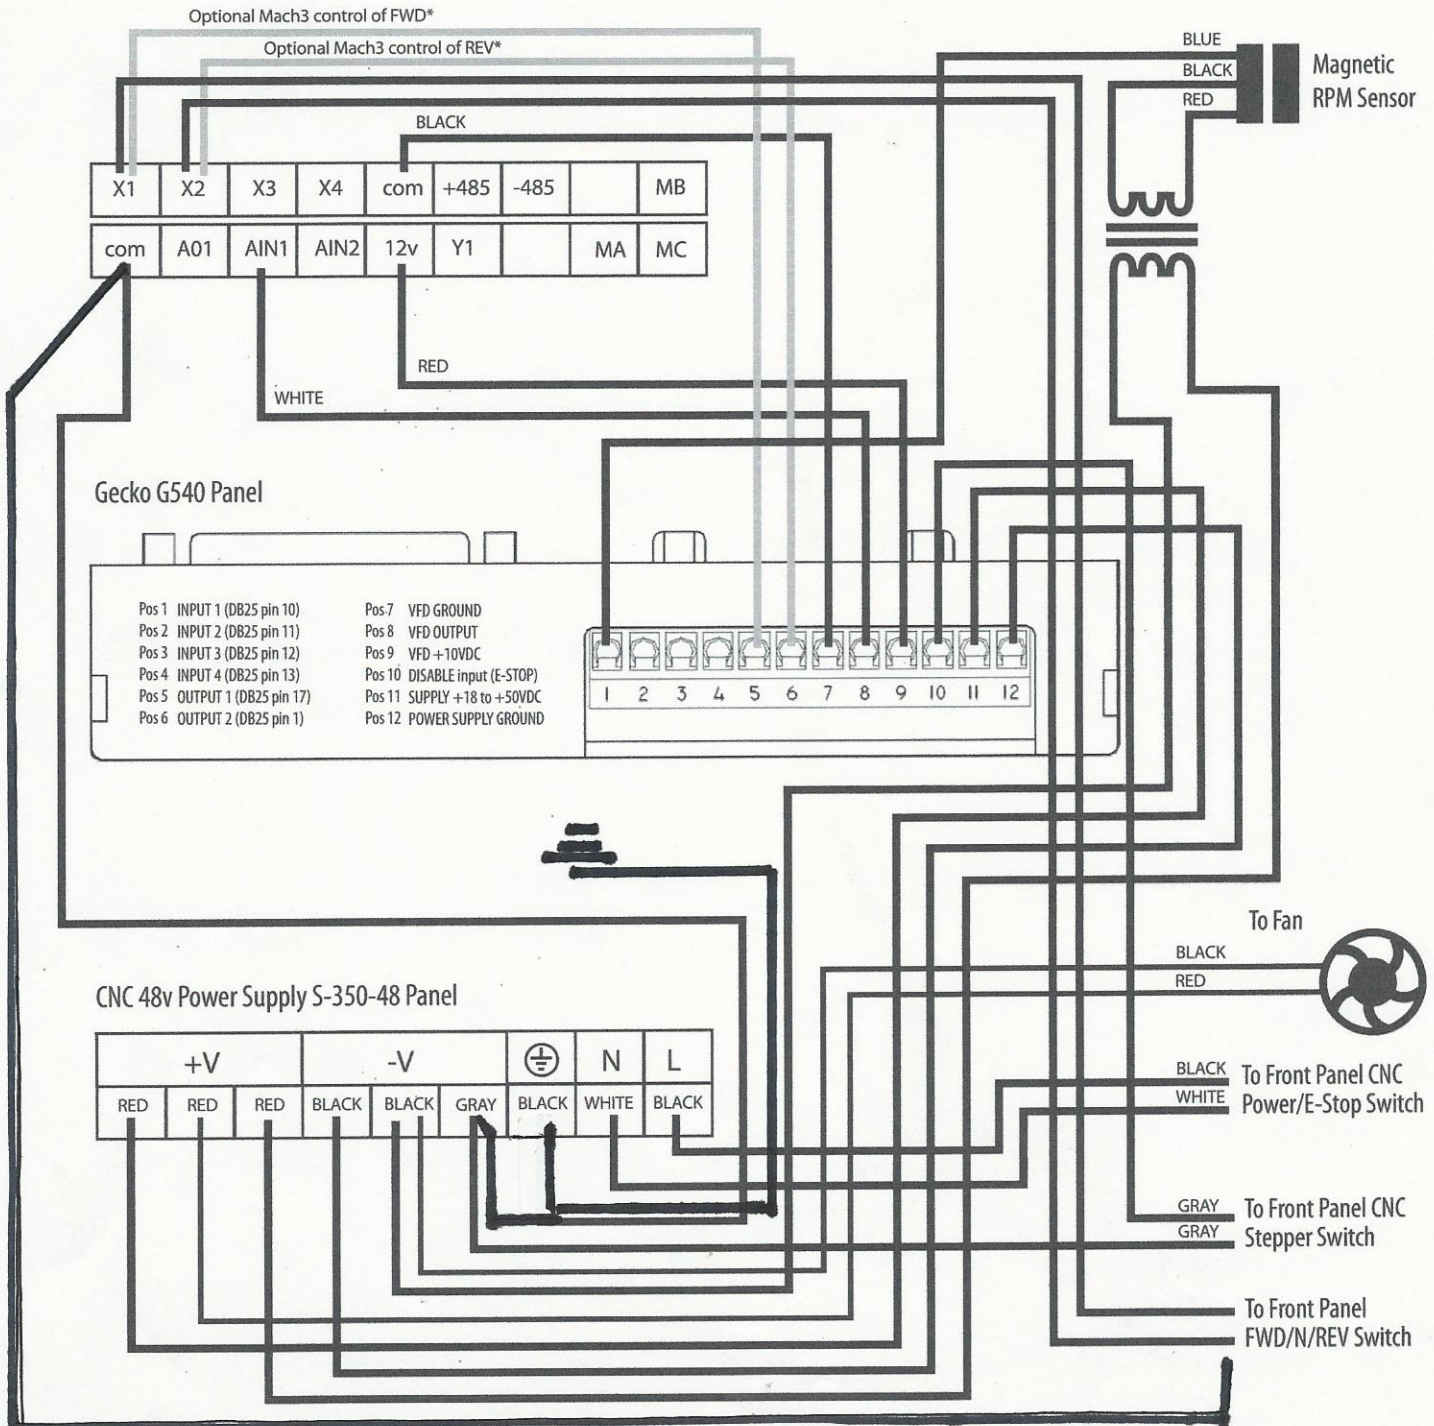 Optional Mach3 control of FWD*
Optional Mach3 control of REV*
BLUE
BLACK
RED
Magnetic
RPM Sensor
BLACK
X1 X2 X3 X4 com +485 -485 MB
com A01 AIN1 AIN2 12v Y1 MA MC
RED
WHITE
Gecko G540 Panel
Pos 1 INPUT 1 (DB25 pin 10)
Pos 2 INPUT 2 (DB25 pin 11)
Pos 3 INPUT 3 (DB25 pin 12)
Pos 4 INPUT 4 (DB25 pin 13)
Pos 5 OUTPUT 1 (DB25 pin 17)
Pos 6 OUTPUT 2 (DB25 pin 1)
Pos 7 VFD GROUND
Pos 8 VFD OUTPUT
Pos 9 VFD +10VDC
Pos 10 DISABLE input (E-STOP)
Pos 11 SUPPLY +18 to +50VDC
Pos 12 POWER SUPPLY GROUND
1 2 3 4 5 6 7 8 9 10 11 12
To Fan
BLACK
RED
CNC 48v Power Supply S-350-48 Panel
+V -V N L
RED RED RED BLACK BLACK GRAY BLACK WHITE BLACK
BLACK
WHITE
To Front Panel CNC
Power/E-Stop Switch
GRAY
GRAY
To Front Panel CNC
Stepper Switch
To Front Panel
FWD/N/REV Switch